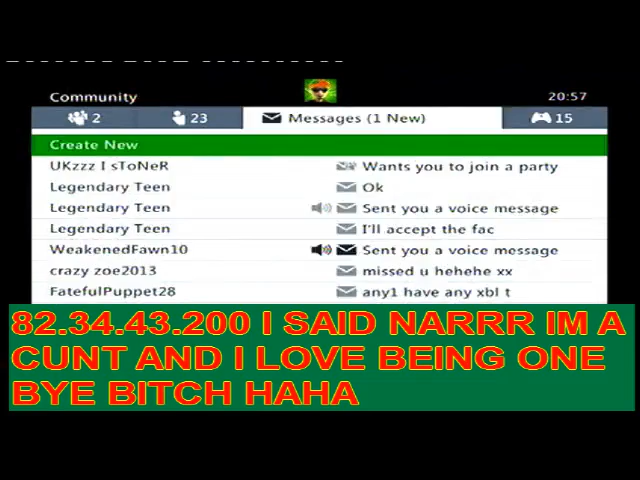 Community 20:57
2 23 Messages (1 New) 15
Create New
UKzzz I sToNeR Wants you to join a party
Legendary Teen Ok
Legendary Teen Sent you a voice message
Legendary Teen I'll accept the fac
WeakenedFawn10 Sent you a voice message
crazy zoe2013 missed u hehehe xx
FatefulPuppet28 any1 have any xbl t
82.34.43.200 I SAID NARRR IM A
CUNT AND I LOVE BEING ONE
BYE BITCH HAHA